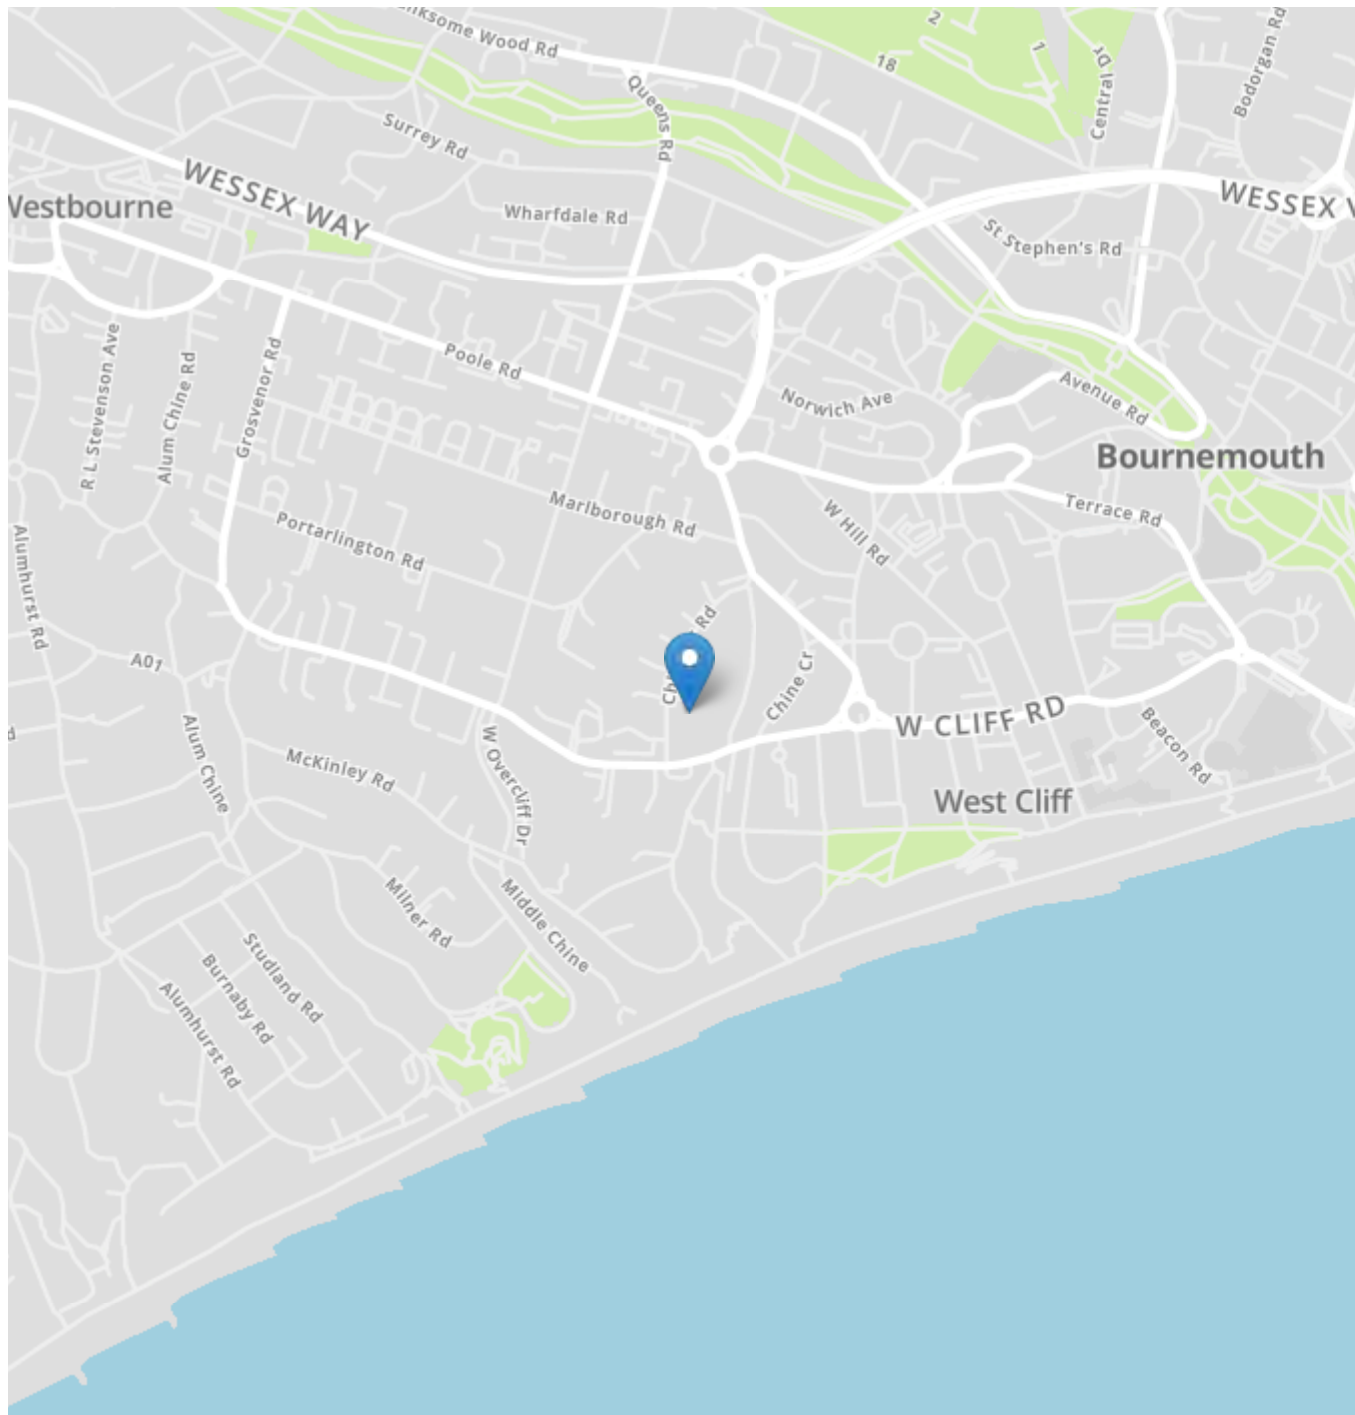 nksome Wood Rd
2
18
1
Central Dr
Bodorgan Rd
Queens Rd
Surrey Rd
WESSEX WAY
WESSEX
Westbourne
Wharfdale Rd
St Stephen's Rd
R L Stevenson Ave
Alum Chine Rd
Grosvenor Rd
Poole Rd
Norwich Ave
Avenue Rd
Bournemouth
Marlborough Rd
W Hill Rd
Terrace Rd
Portarlington Rd
Alumhurst Rd
Rd
A01
Chine Cr
W CLIFF RD
Beacon Rd
Alum Chine
McKinley Rd
W Overcliff Dr
West Cliff
Milner Rd
Middle Chine
Studland Rd
Burnaby Rd
Alumhurst Rd